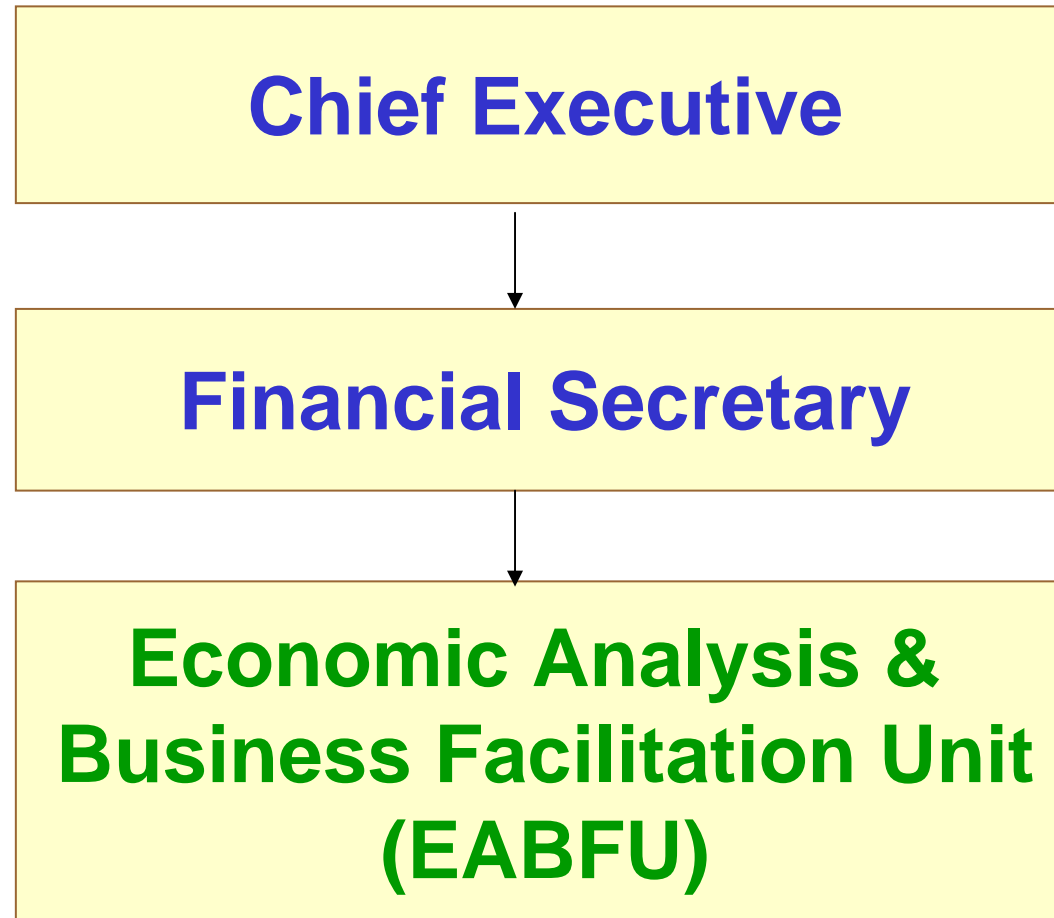 Chief Executive
Financial Secretary
Economic Analysis &
Business Facilitation Unit
(EABFU)